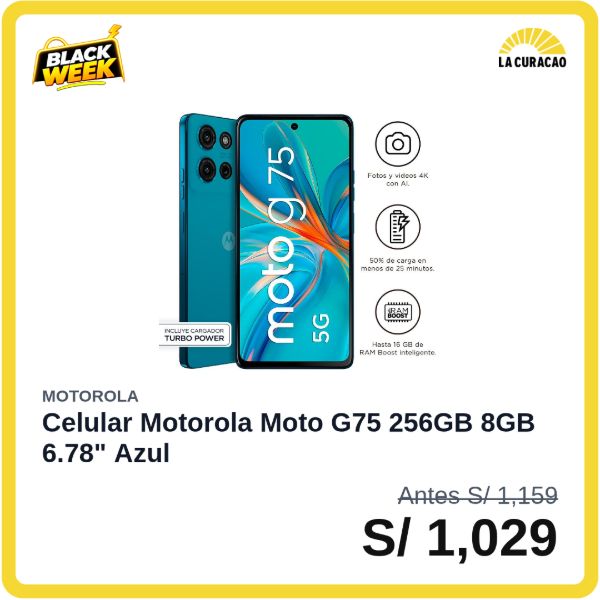 BLACK
WEEK
LA CURACAO
moto g 75
5G
Fotos y videos 4K
con AI.
50% de carga en
menos de 25 minutos.
RAM
BOOST
Hasta 16 GB de
RAM Boost inteligente.
INCLUYE CARGADOR
TURBO POWER
MOTOROLA
Celular Motorola Moto G75 256GB 8GB
6.78" Azul
Antes S/ 1,159
S/ 1,029